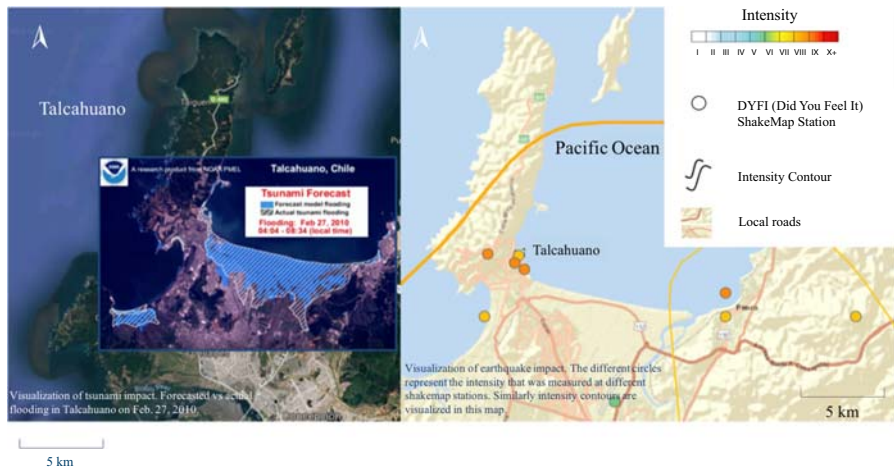 Talcahuano
A research product from NOAA PMEL
Talcahuano, Chile
Tsunami Forecast
Forecast model flooding
Actual tsunami flooding
Flooding: Feb 27, 2010
04:04 - 08:34 (local time)
Visualization of tsunami impact. Forecasted vs actual
flooding in Talcahuano on Feb. 27, 2010.
Concepción
5 km
Pacific Ocean
Talcahuano
Penco
Visualization of earthquake impact. The different circles
represent the intensity that was measured at different
shakemap stations. Similarly intensity contours are
visualized in this map.
5 km
Intensity
I II III IV V VI VII VIII IX X+
DYFI (Did You Feel It)
ShakeMap Station
Intensity Contour
Local roads